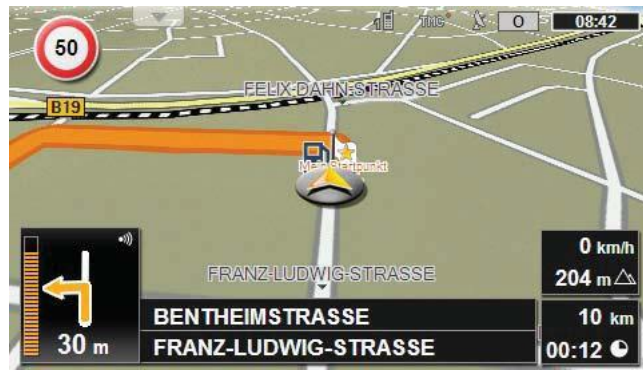 50
TMC
O
08:42
FELIX-DAHN-STRASSE
B19
Mein Startpunkt
0 km/h
FRANZ-LUDWIG-STRASSE
204 m
BENTHEIMSTRASSE
10 km
30 m
FRANZ-LUDWIG-STRASSE
00:12